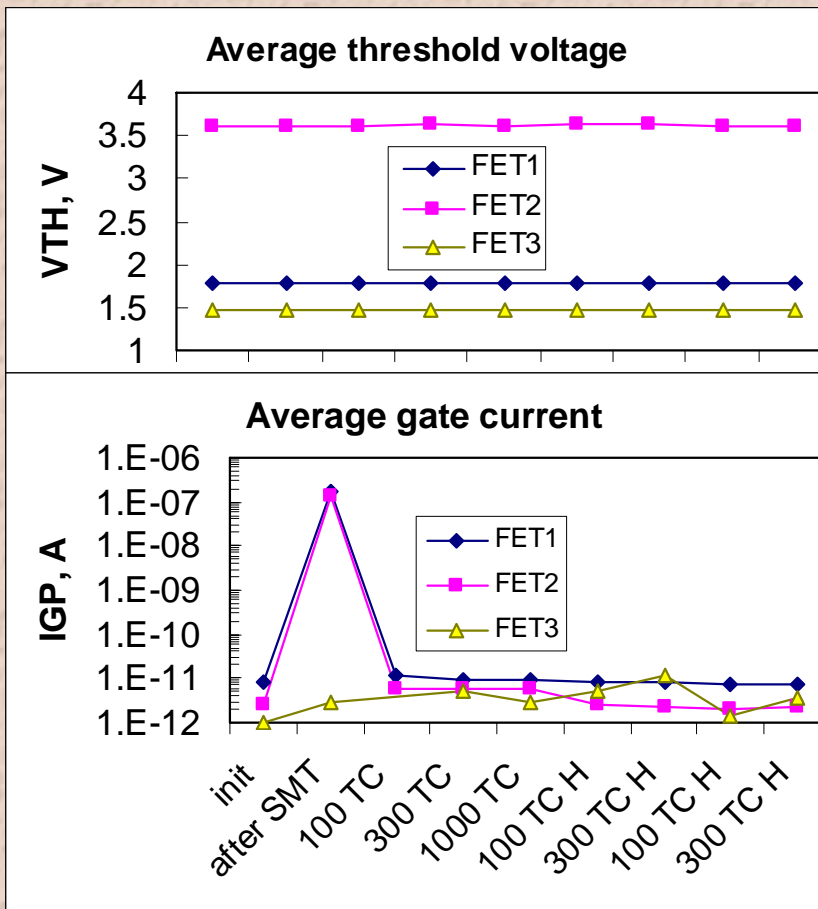 Average threshold voltage
VTH, V
4
3.5
3
2.5
2
1.5
1
FET1
FET2
FET3
Average gate current
IGP, A
1.E-06
1.E-07
1.E-08
1.E-09
1.E-10
1.E-11
1.E-12
FET1
FET2
FET3
init
after SMT
100 TC
300 TC
1000 TC
100 TC H
300 TC H
100 TC H
300 TC H